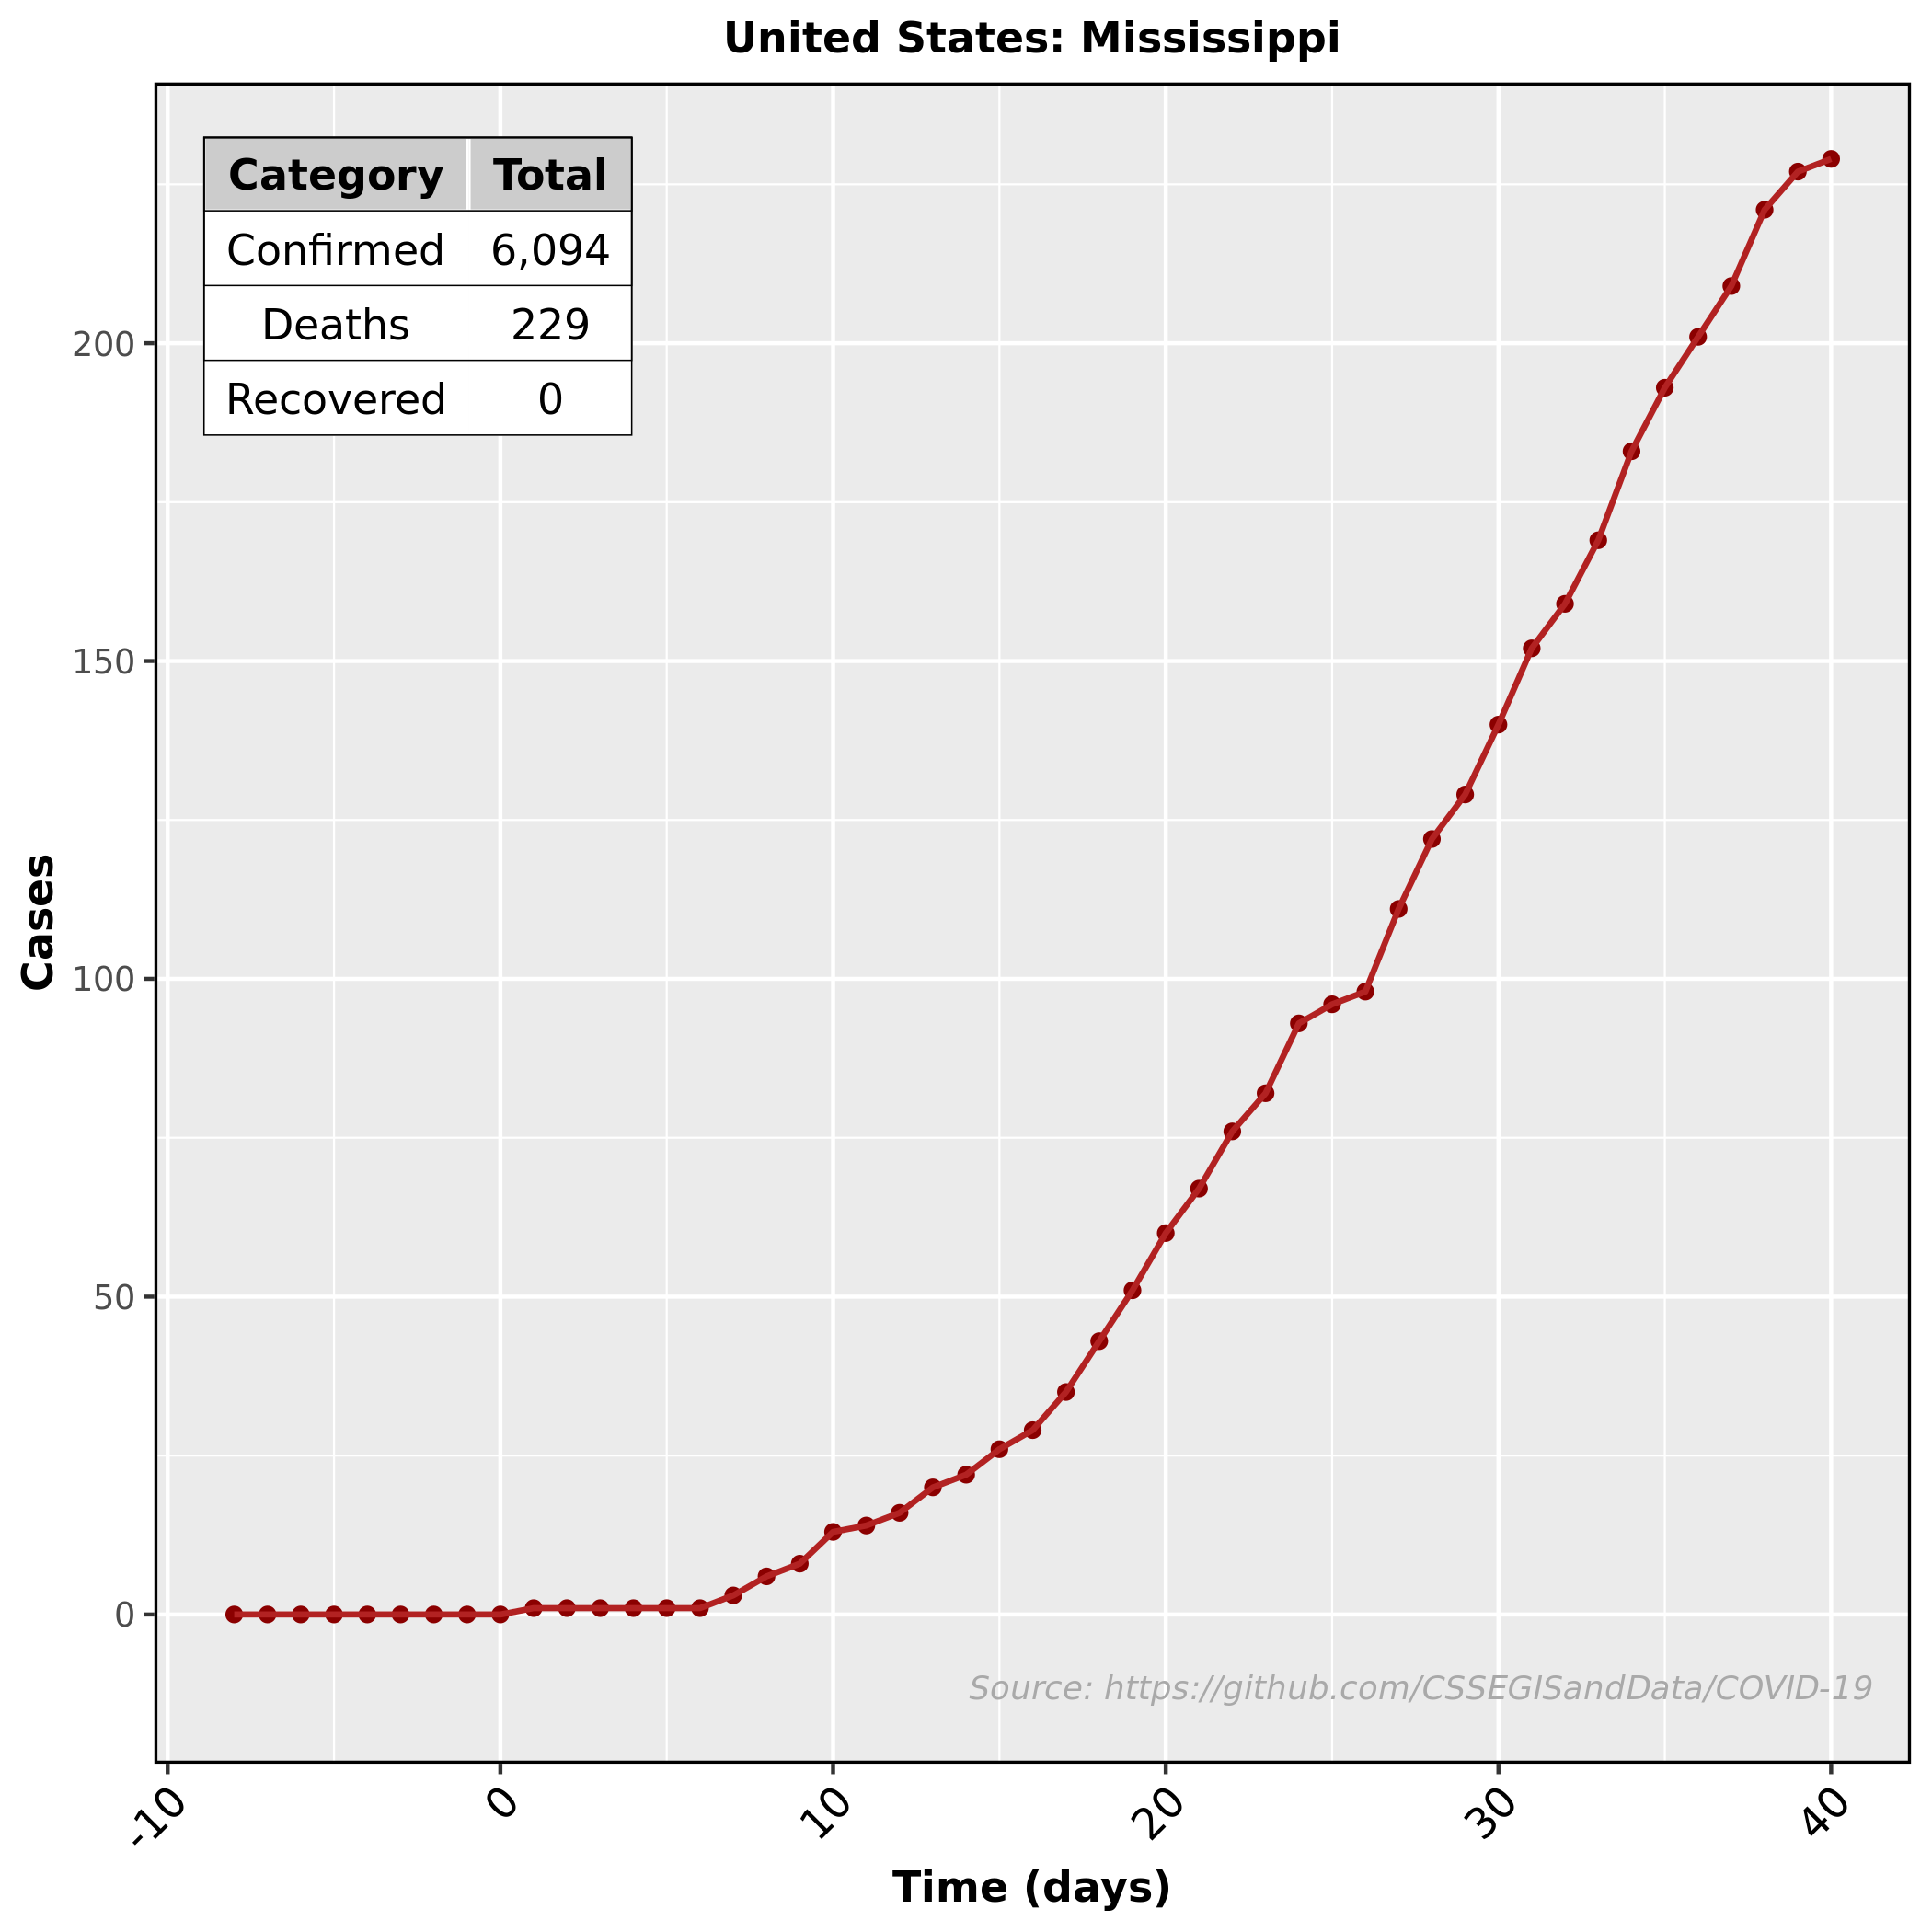 United States: Mississippi
Category Total
Confirmed 6,094
Deaths 229
Recovered 0
200
150
100
50
0
Cases
Source: https://github.com/CSSEGISandData/COVID-19
-10 0 10 20 30 40
Time (days)